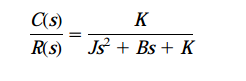 C(s)/R(s) = K/(Js² + Bs + K)